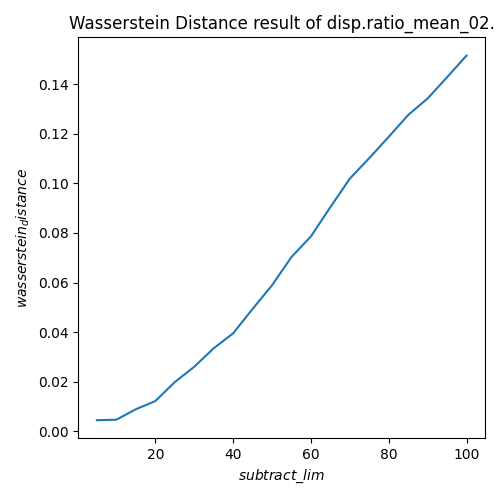 Wasserstein Distance result of disp.ratio_mean_02.
0.14
0.12
0.10
0.08
0.06
0.04
0.02
0.00
wasserstein_distance
20 40 60 80 100
subtract_lim